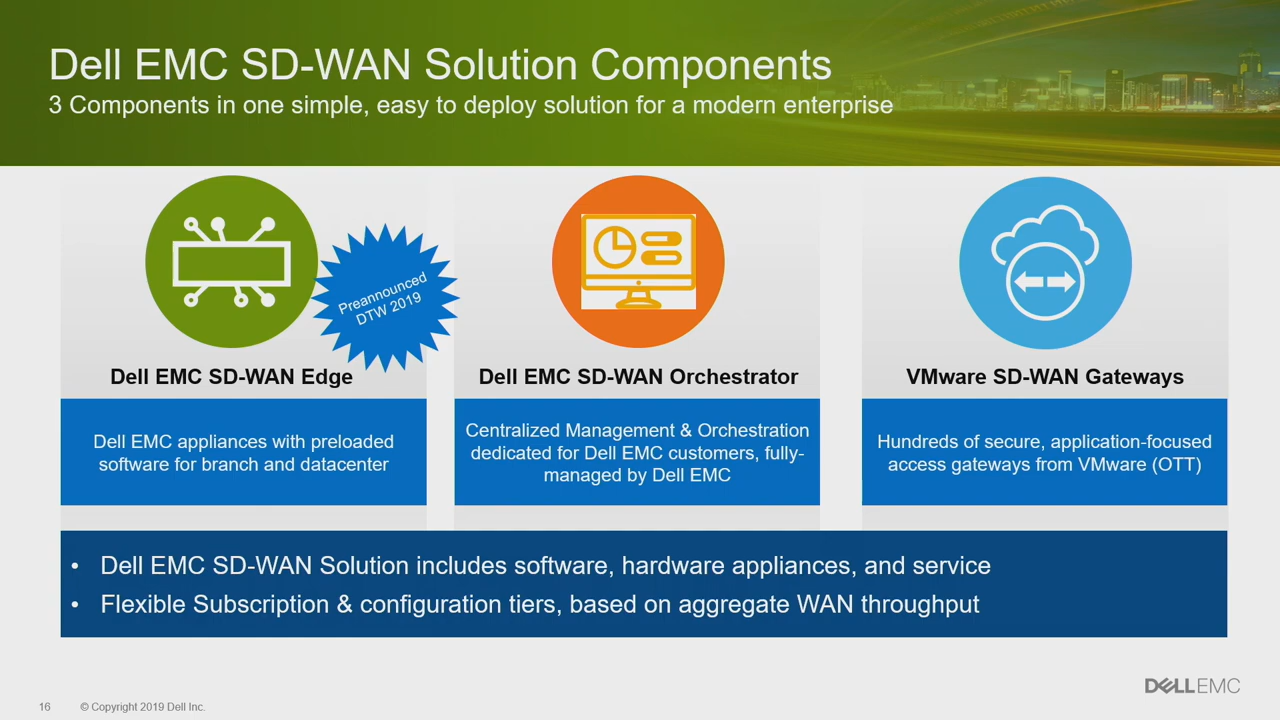 Dell EMC SD-WAN Solution Components
3 Components in one simple, easy to deploy solution for a modern enterprise
Preannounced
DTW 2019
Dell EMC SD-WAN Edge
Dell EMC appliances with preloaded
software for branch and datacenter
Dell EMC SD-WAN Orchestrator
Centralized Management & Orchestration
dedicated for Dell EMC customers, fully-
managed by Dell EMC
VMware SD-WAN Gateways
Hundreds of secure, application-focused
access gateways from VMware (OTT)
• Dell EMC SD-WAN Solution includes software, hardware appliances, and service
• Flexible Subscription & configuration tiers, based on aggregate WAN throughput
DELLEMC
16 © Copyright 2019 Dell Inc.